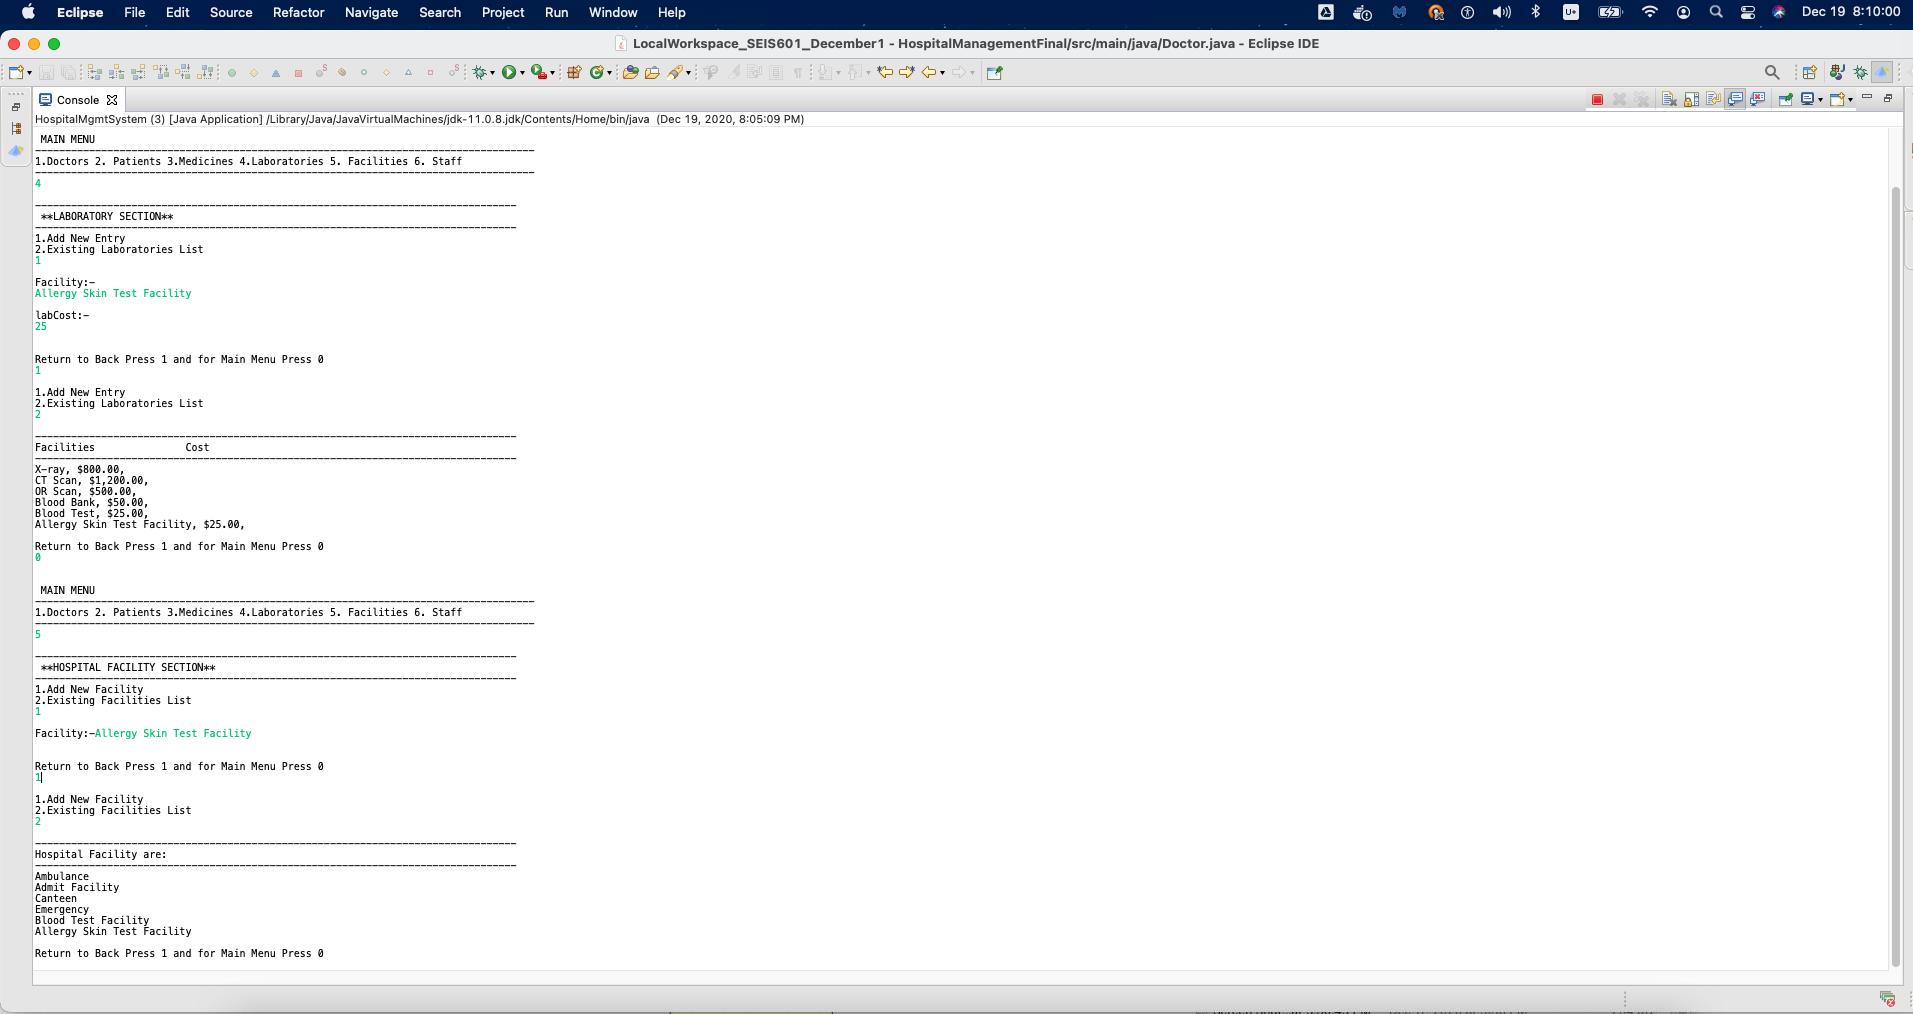 Eclipse File Edit Source Refactor Navigate Search Project Run Window Help Dec 19 8:10:00
LocalWorkspace_SEIS601_December1 - HospitalManagementFinal/src/main/java/Doctor.java - Eclipse IDE
Console
HospitalMgmtSystem (3) [Java Application] /Library/Java/JavaVirtualMachines/jdk-11.0.8.jdk/Contents/Home/bin/java (Dec 19, 2020, 8:05:09 PM)
MAIN MENU
--------------------------------------------------------------------------------
1.Doctors 2. Patients 3.Medicines 4.Laboratories 5. Facilities 6. Staff
--------------------------------------------------------------------------------
4
--------------------------------------------------------------------------------
**LABORATORY SECTION**
--------------------------------------------------------------------------------
1.Add New Entry
2.Existing Laboratories List
1
Facility:-
Allergy Skin Test Facility
labCost:-
25
Return to Back Press 1 and for Main Menu Press 0
1
1.Add New Entry
2.Existing Laboratories List
2
--------------------------------------------------------------------------------
Facilities Cost
--------------------------------------------------------------------------------
X-ray, $800.00,
CT Scan, $1,200.00,
OR Scan, $500.00,
Blood Bank, $50.00,
Blood Test, $25.00,
Allergy Skin Test Facility, $25.00,
Return to Back Press 1 and for Main Menu Press 0
0
MAIN MENU
--------------------------------------------------------------------------------
1.Doctors 2. Patients 3.Medicines 4.Laboratories 5. Facilities 6. Staff
--------------------------------------------------------------------------------
5
--------------------------------------------------------------------------------
**HOSPITAL FACILITY SECTION**
--------------------------------------------------------------------------------
1.Add New Facility
2.Existing Facilities List
1
Facility:-Allergy Skin Test Facility
Return to Back Press 1 and for Main Menu Press 0
1
1.Add New Facility
2.Existing Facilities List
2
--------------------------------------------------------------------------------
Hospital Facility are:
--------------------------------------------------------------------------------
Ambulance
Admit Facility
Canteen
Emergency
Blood Test Facility
Allergy Skin Test Facility
Return to Back Press 1 and for Main Menu Press 0